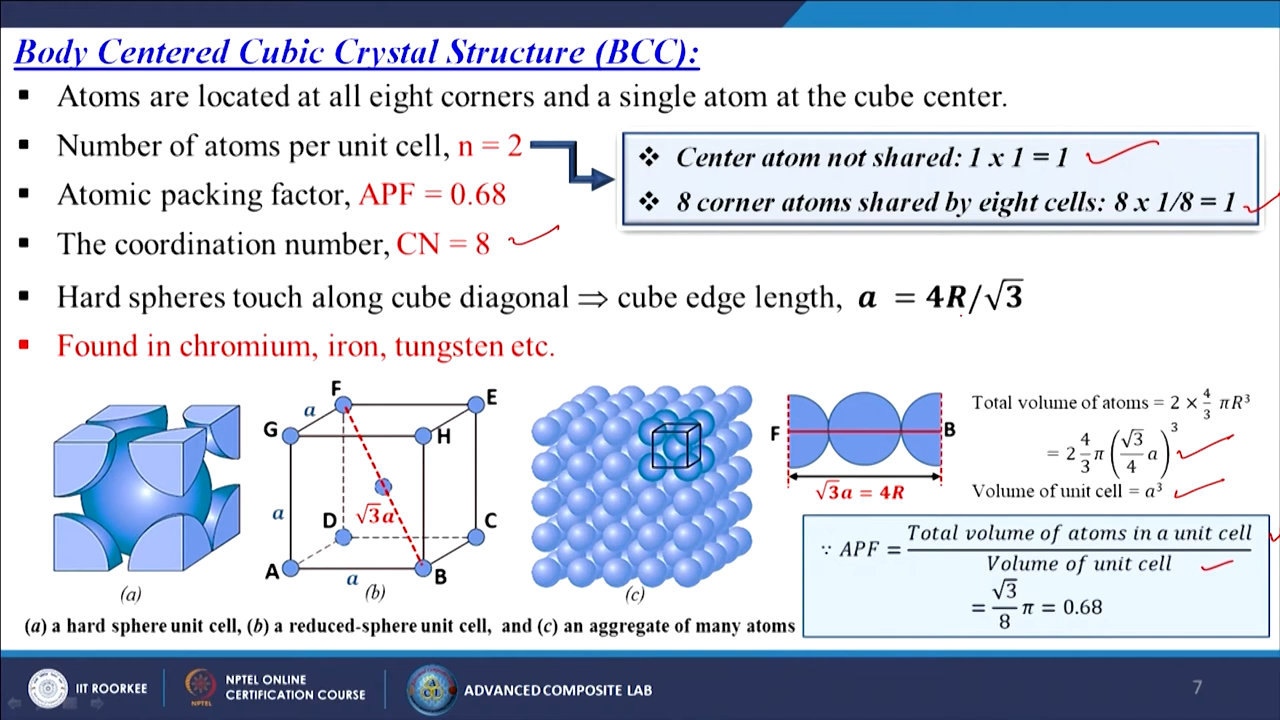 Body Centered Cubic Crystal Structure (BCC):
▪ Atoms are located at all eight corners and a single atom at the cube center.
▪ Number of atoms per unit cell, n = 2
❖ Center atom not shared: 1 x 1 = 1
❖ 8 corner atoms shared by eight cells: 8 x 1/8 = 1
▪ Atomic packing factor, APF = 0.68
▪ The coordination number, CN = 8
▪ Hard spheres touch along cube diagonal ⇒ cube edge length, a = 4R/√3
▪ Found in chromium, iron, tungsten etc.
(a)
F
E
a
G
H
a
D
√3a
C
A
a
B
(b)
(c)
F
B
√3a = 4R
Total volume of atoms = 2 × 4/3 πR³
= 2 4/3 π (√3/4 a)³
Volume of unit cell = a³
∵ APF = Total volume of atoms in a unit cell / Volume of unit cell
= √3/8 π = 0.68
(a) a hard sphere unit cell, (b) a reduced-sphere unit cell, and (c) an aggregate of many atoms
IIT ROORKEE
NPTEL
NPTEL ONLINE
CERTIFICATION COURSE
ACL
ADVANCED COMPOSITE LAB
7